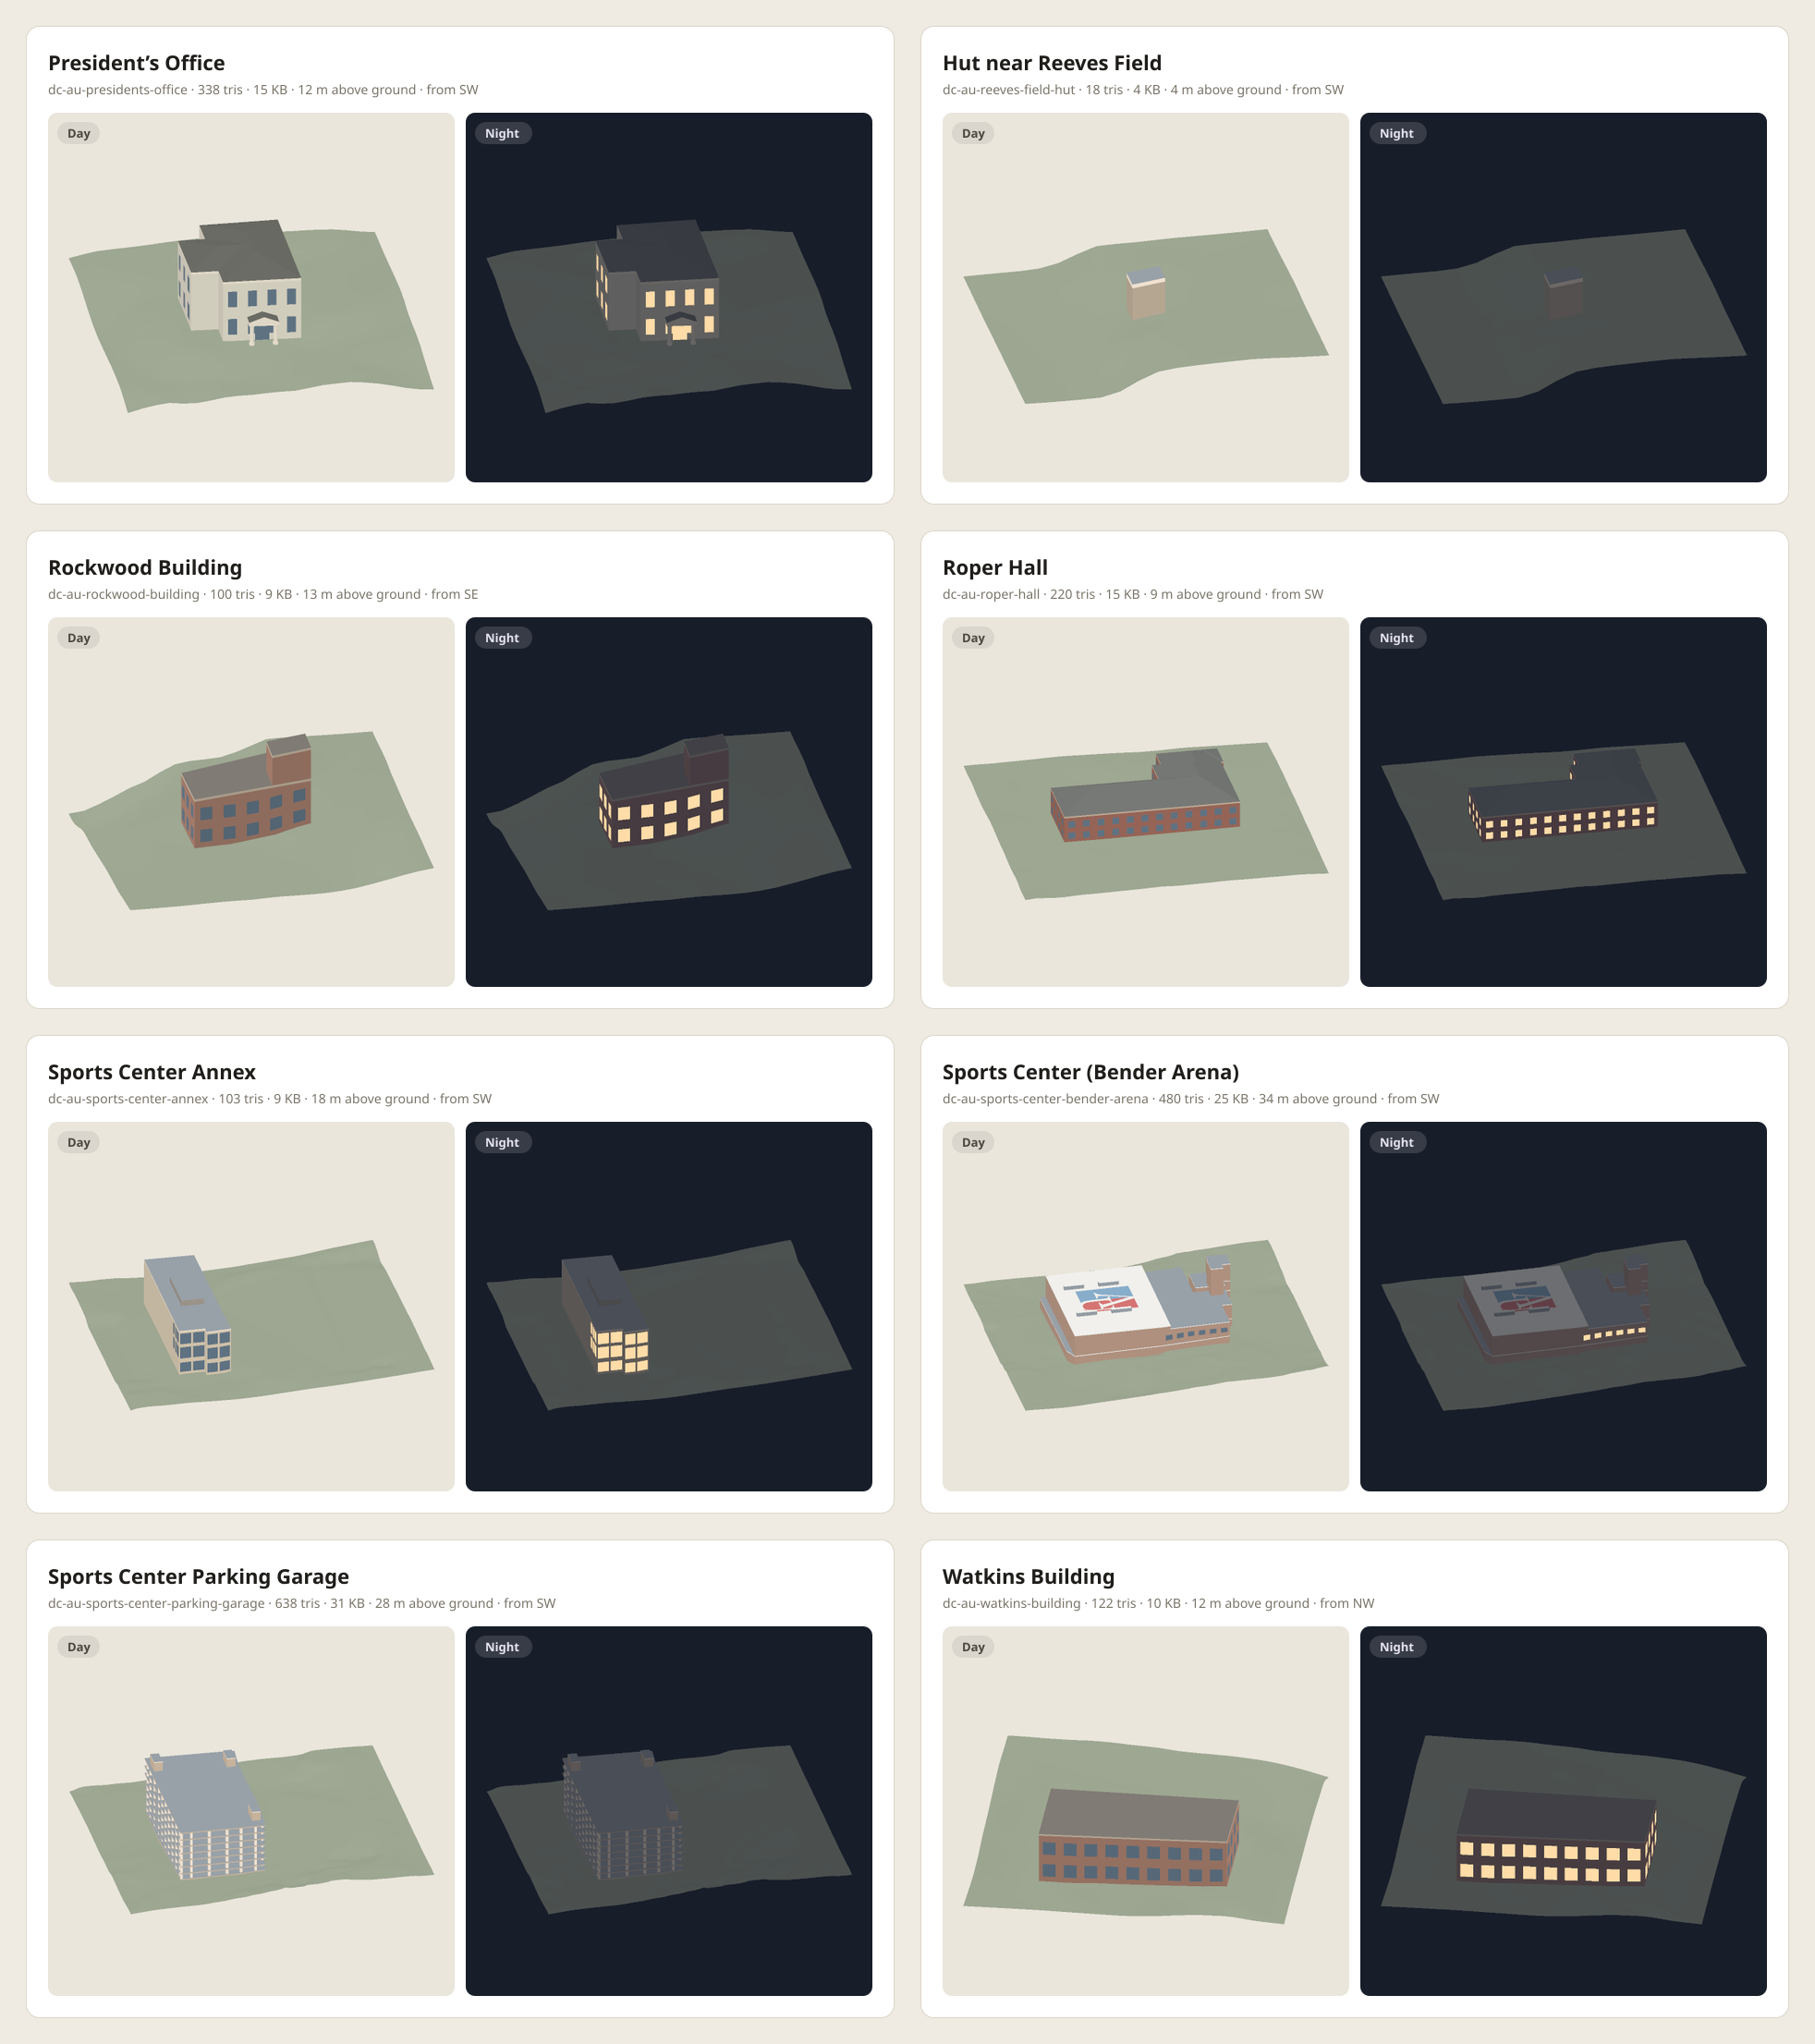 President’s Office
dc-au-presidents-office · 338 tris · 15 KB · 12 m above ground · from SW
Day
Night
Hut near Reeves Field
dc-au-reeves-field-hut · 18 tris · 4 KB · 4 m above ground · from SW
Day
Night
Rockwood Building
dc-au-rockwood-building · 100 tris · 9 KB · 13 m above ground · from SE
Day
Night
Roper Hall
dc-au-roper-hall · 220 tris · 15 KB · 9 m above ground · from SW
Day
Night
Sports Center Annex
dc-au-sports-center-annex · 103 tris · 9 KB · 18 m above ground · from SW
Day
Night
Sports Center (Bender Arena)
dc-au-sports-center-bender-arena · 480 tris · 25 KB · 34 m above ground · from SW
Day
Night
Sports Center Parking Garage
dc-au-sports-center-parking-garage · 638 tris · 31 KB · 28 m above ground · from SW
Day
Night
Watkins Building
dc-au-watkins-building · 122 tris · 10 KB · 12 m above ground · from NW
Day
Night